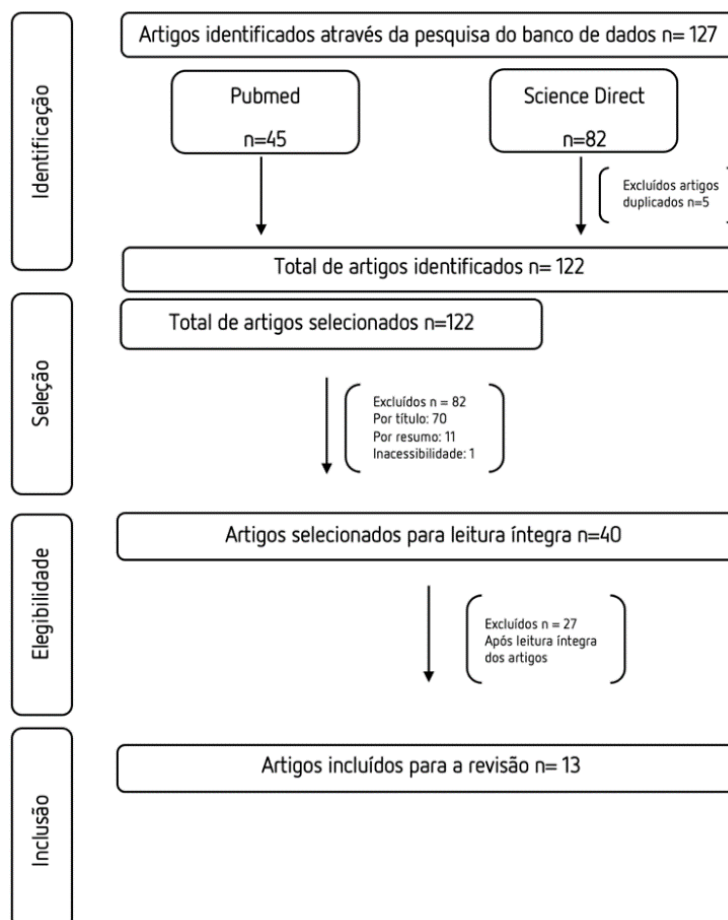 Identificação
Artigos identificados através da pesquisa do banco de dados n= 127
Pubmed
n=45
Science Direct
n=82
Excluídos artigos
duplicados n=5
Total de artigos identificados n= 122
Seleção
Total de artigos selecionados n=122
Excluídos n = 82
Por título: 70
Por resumo: 11
Inacessibilidade: 1
Elegibilidade
Artigos selecionados para leitura íntegra n=40
Excluídos n = 27
Após leitura íntegra
dos artigos
Inclusão
Artigos incluídos para a revisão n= 13